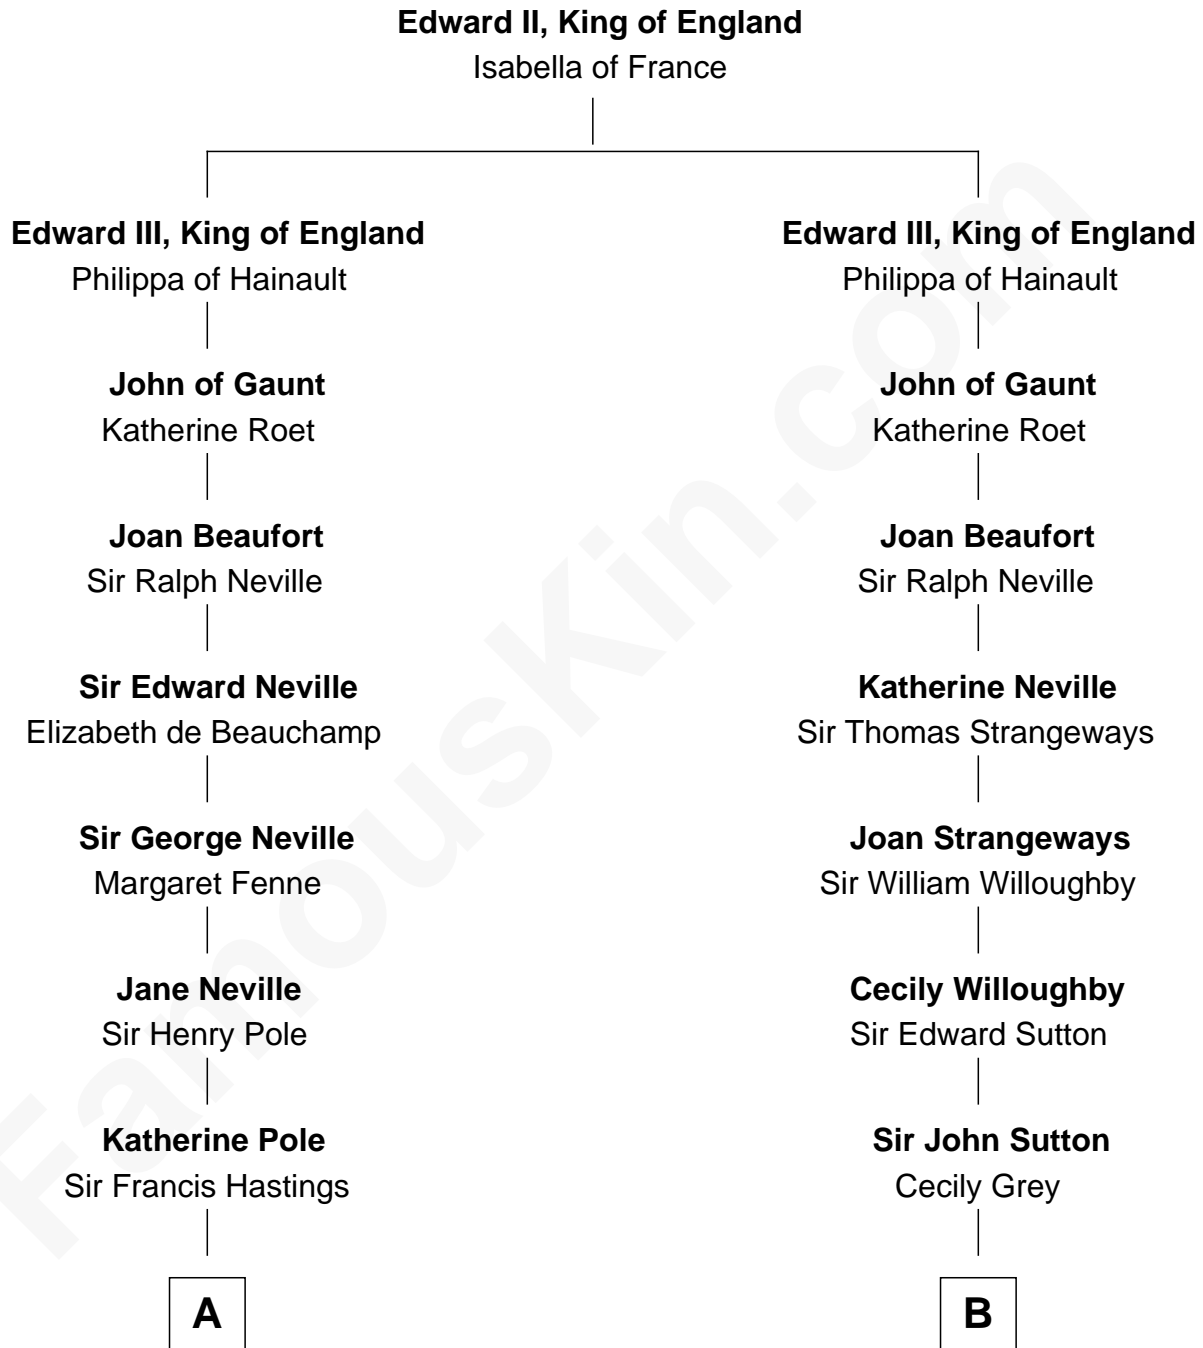 Edward II, King of England
Isabella of France
Edward III, King of England
Philippa of Hainault
John of Gaunt
Katherine Roet
Joan Beaufort
Sir Ralph Neville
Sir Edward Neville
Elizabeth de Beauchamp
Sir George Neville
Margaret Fenne
Jane Neville
Sir Henry Pole
Katherine Pole
Sir Francis Hastings
A
Edward III, King of England
Philippa of Hainault
John of Gaunt
Katherine Roet
Joan Beaufort
Sir Ralph Neville
Katherine Neville
Sir Thomas Strangeways
Joan Strangeways
Sir William Willoughby
Cecily Willoughby
Sir Edward Sutton
Sir John Sutton
Cecily Grey
B
FamousKin.com